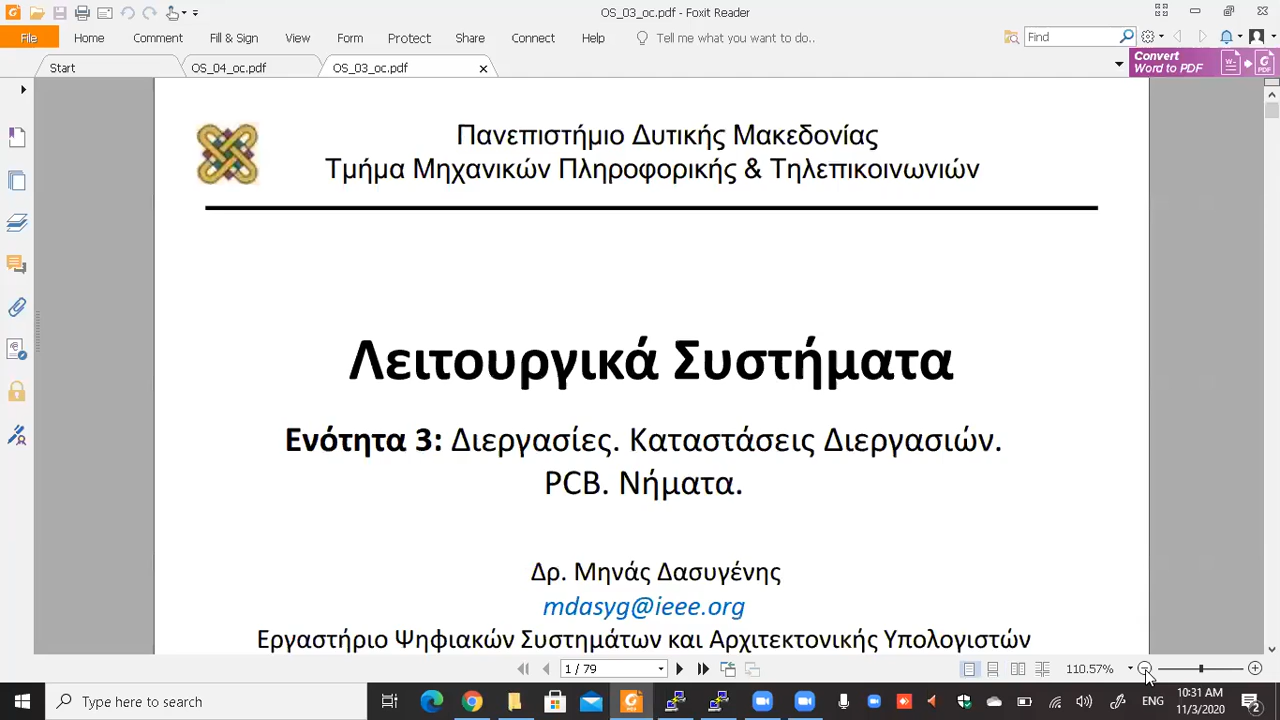 OS_03_oc.pdf - Foxit Reader
File Home Comment Fill & Sign View Form Protect Share Connect Help Tell me what you want to do.. Find
Start OS_04_oc.pdf OS_03_oc.pdf
Convert
Word to PDF
Πανεπιστήμιο Δυτικής Μακεδονίας
Τμήμα Μηχανικών Πληροφορικής & Τηλεπικοινωνιών
Λειτουργικά Συστήματα
Ενότητα 3: Διεργασίες. Καταστάσεις Διεργασιών.
PCB. Νήματα.
Δρ. Μηνάς Δασυγένης
mdasyg@ieee.org
Εργαστήριο Ψηφιακών Συστημάτων και Αρχιτεκτονικής Υπολογιστών
1 / 79 110.57%
Type here to search ENG 10:31 AM
11/3/2020 2